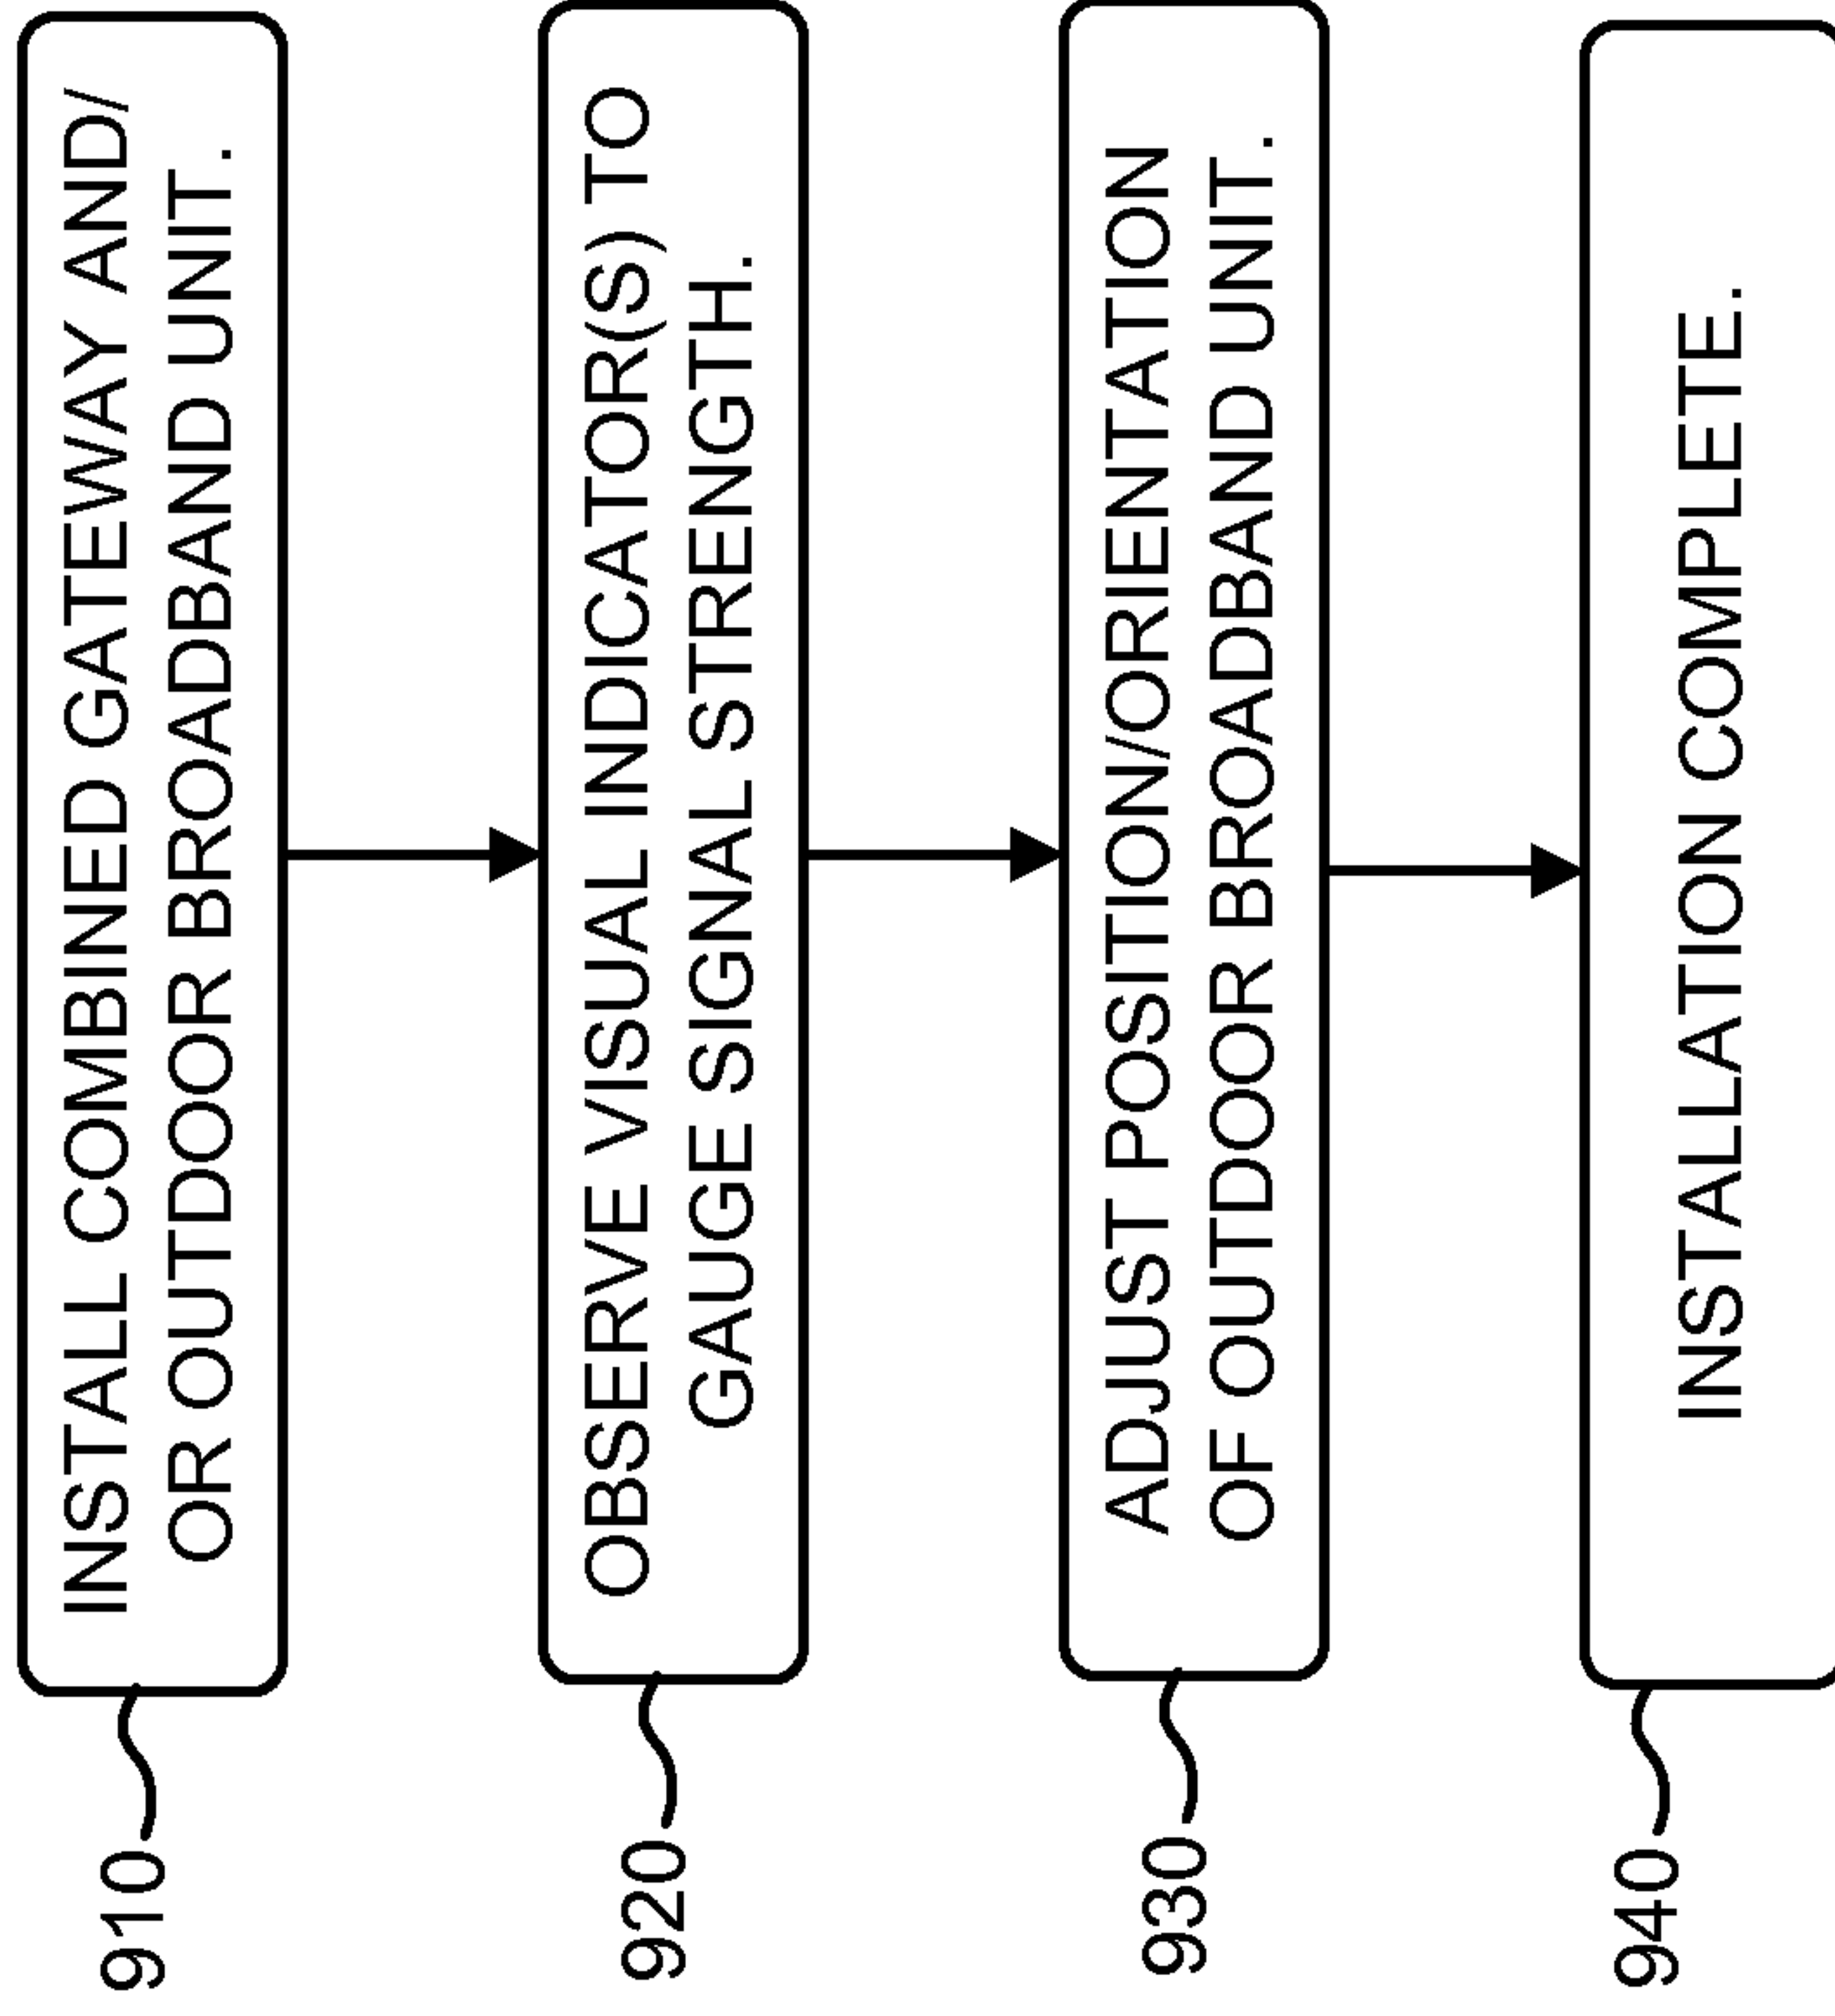 910
INSTALL COMBINED GATEWAY AND/
OR OUTDOOR BROADBAND UNIT.
920
OBSERVE VISUAL INDICATOR(S) TO
GAUGE SIGNAL STRENGTH.
930
ADJUST POSITION/ORIENTATION
OF OUTDOOR BROADBAND UNIT.
940
INSTALLATION COMPLETE.